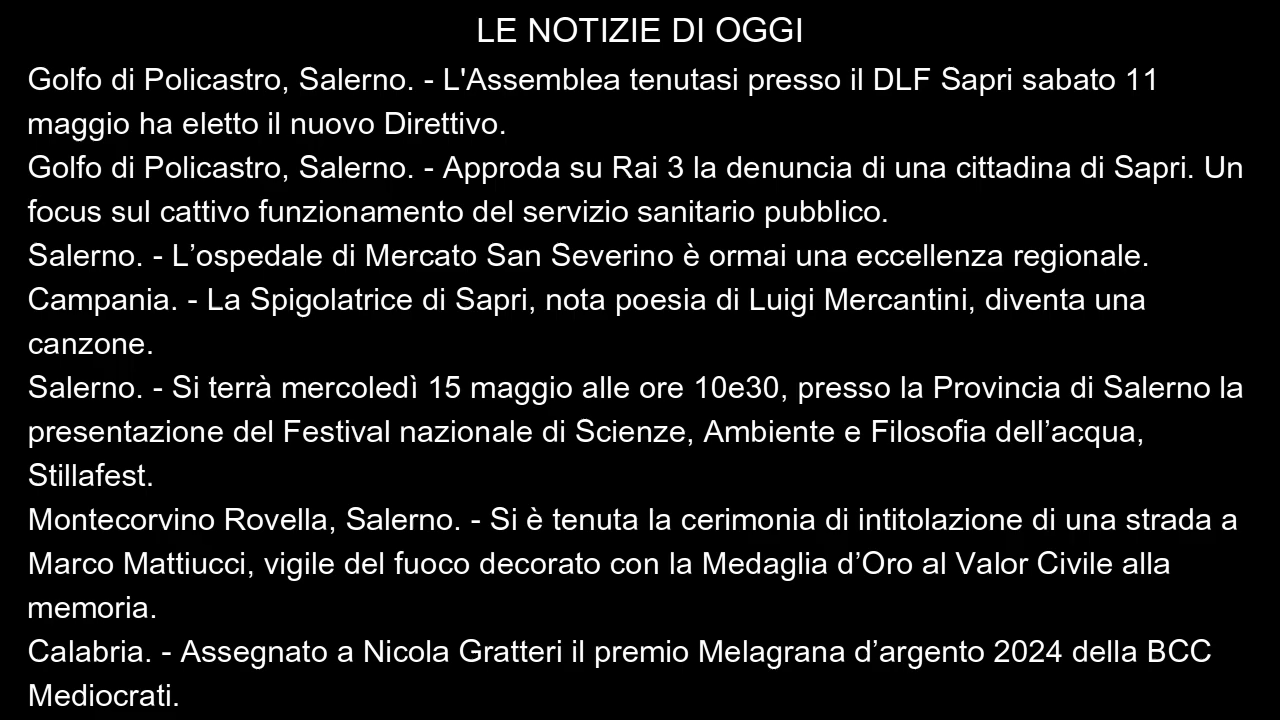 LE NOTIZIE DI OGGI
Golfo di Policastro, Salerno. - L'Assemblea tenutasi presso il DLF Sapri sabato 11
maggio ha eletto il nuovo Direttivo.
Golfo di Policastro, Salerno. - Approda su Rai 3 la denuncia di una cittadina di Sapri. Un
focus sul cattivo funzionamento del servizio sanitario pubblico.
Salerno. - L’ospedale di Mercato San Severino è ormai una eccellenza regionale.
Campania. - La Spigolatrice di Sapri, nota poesia di Luigi Mercantini, diventa una
canzone.
Salerno. - Si terrà mercoledì 15 maggio alle ore 10e30, presso la Provincia di Salerno la
presentazione del Festival nazionale di Scienze, Ambiente e Filosofia dell’acqua,
Stillafest.
Montecorvino Rovella, Salerno. - Si è tenuta la cerimonia di intitolazione di una strada a
Marco Mattiucci, vigile del fuoco decorato con la Medaglia d’Oro al Valor Civile alla
memoria.
Calabria. - Assegnato a Nicola Gratteri il premio Melagrana d’argento 2024 della BCC
Mediocrati.